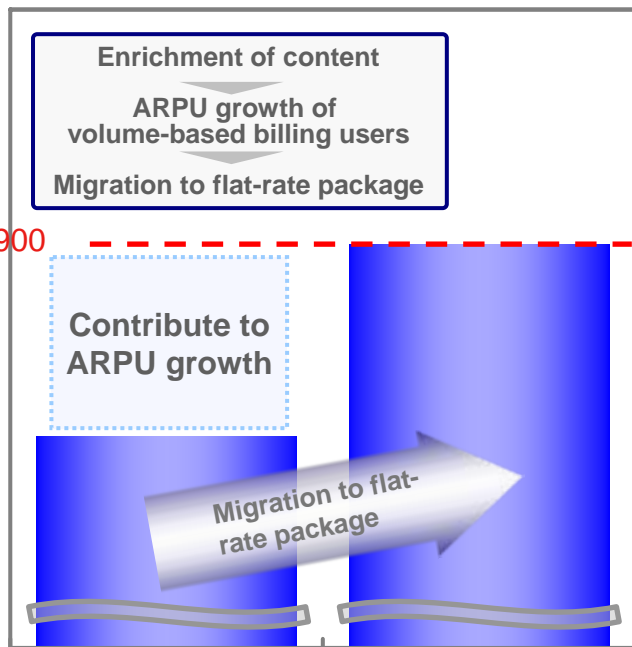 Enrichment of content
ARPU growth of
volume-based billing users
Migration to flat-rate package
900
Contribute to
ARPU growth
Migration to flat-
rate package